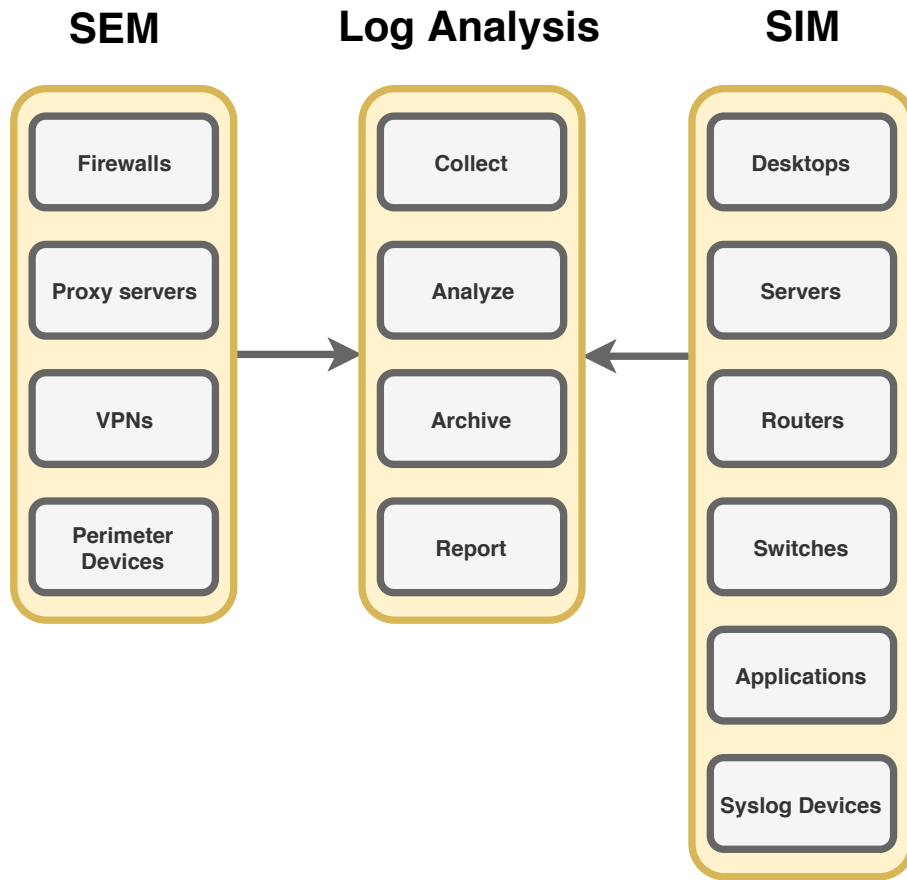 SEM
Firewalls
Proxy servers
VPNs
Perimeter
Devices
Log Analysis
Collect
Analyze
Archive
Report
SIM
Desktops
Servers
Routers
Switches
Applications
Syslog Devices